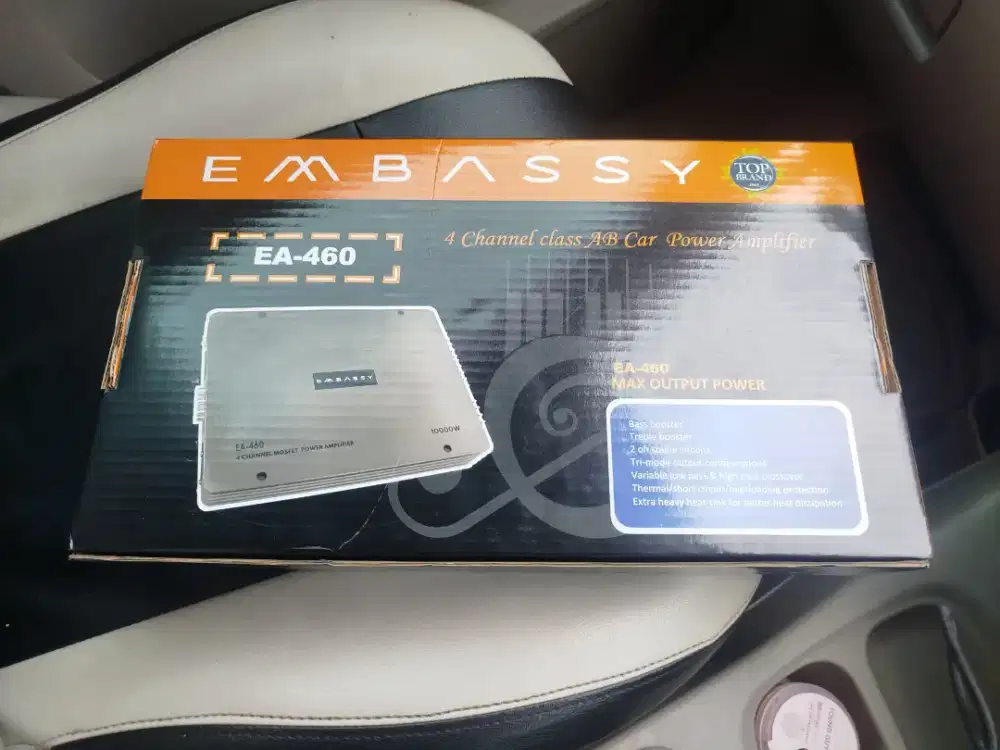 EMBASSY
TOP
BRAND
EA-460
4 Channel class AB Car Power Amplifier
EMBASSY
EA-460
4 CHANNEL MOSFET POWER AMPLIFIER
10000W
EA-460
MAX OUTPUT POWER
Bass booster
Treble booster
2 oh stable circuits
Tri-mode output configurations
Variable low pass & high pass crossover
Thermal/short circuit/overloading protection
Extra heavy heat sink for better heat dissipation